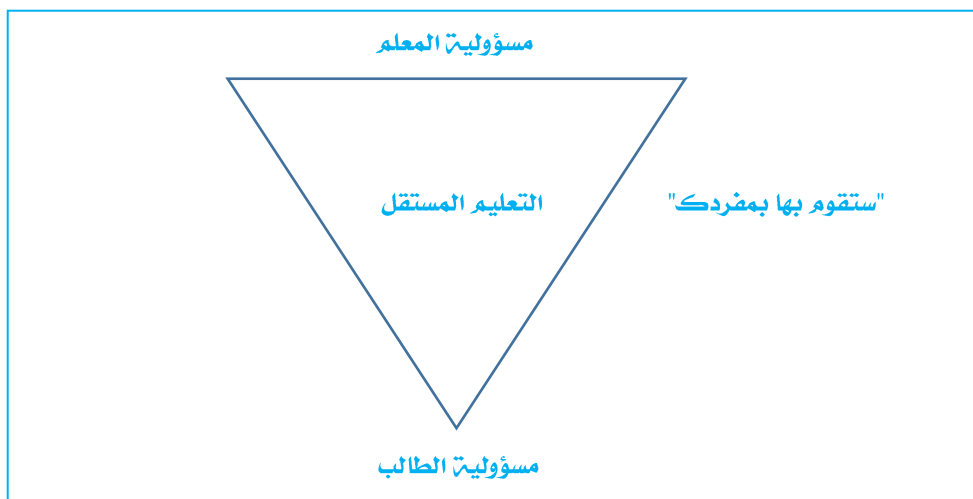 مسؤولية المعلم
"ستقوم بها بمفردك"
التعليم المستقل
مسؤولية الطالب